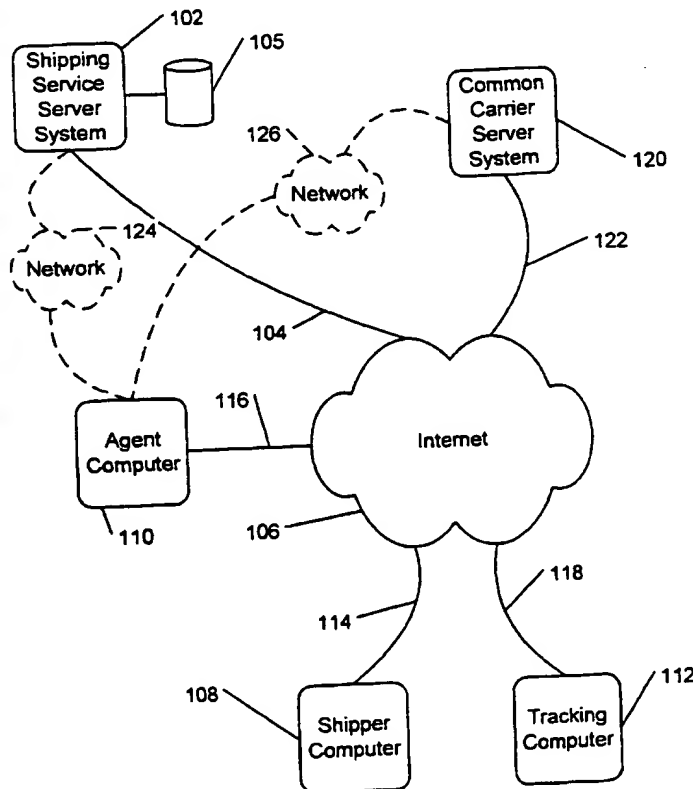 102
105
Shipping
Service
Server
System
126
Common
Carrier
Server
System
120
Network
124
Network
122
104
116
Agent
Computer
Internet
110
106
118
114
108
112
Shipper
Computer
Tracking
Computer